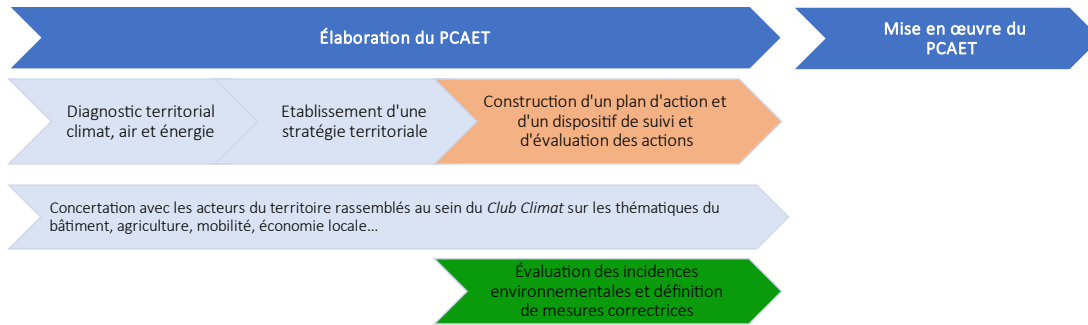 Élaboration du PCAET
Mise en œuvre du
PCAET
Diagnostic territorial
climat, air et énergie
Etablissement d'une
stratégie territoriale
Construction d'un plan d'action et
d'un dispositif de suivi et
d'évaluation des actions
Concertation avec les acteurs du territoire rassemblés au sein du Club Climat sur les thématiques du
bâtiment, agriculture, mobilité, économie locale…
Évaluation des incidences
environnementales et définition
de mesures correctrices